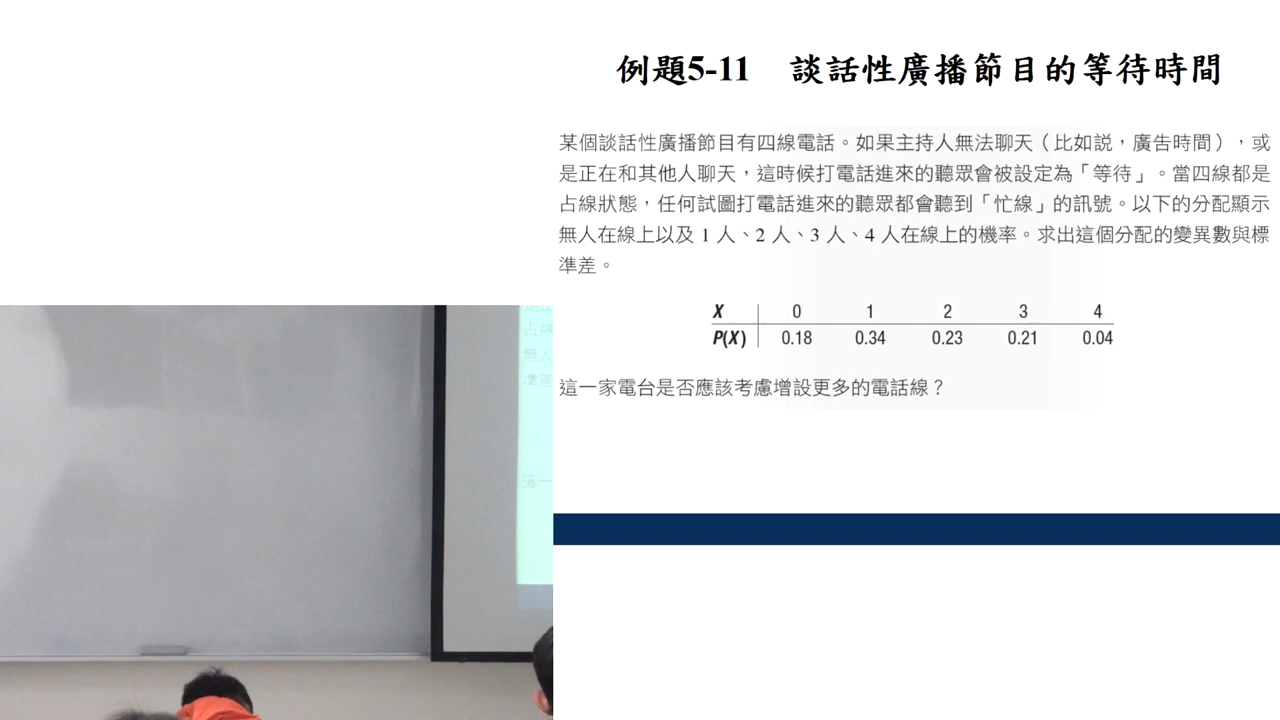 例題5-11 談話性廣播節目的等待時間
某個談話性廣播節目有四線電話。如果主持人無法聊天（比如説，廣告時間），或
是正在和其他人聊天，這時候打電話進來的聽眾會被設定為「等待」。當四線都是
占線狀態，任何試圖打電話進來的聽眾都會聽到「忙線」的訊號。以下的分配顯示
無人在線上以及 1 人、2 人、3 人、4 人在線上的機率。求出這個分配的變異數與標
準差。
X 0 1 2 3 4
P(X) 0.18 0.34 0.23 0.21 0.04
這一家電台是否應該考慮增設更多的電話線？
占線
無人
準差
這一